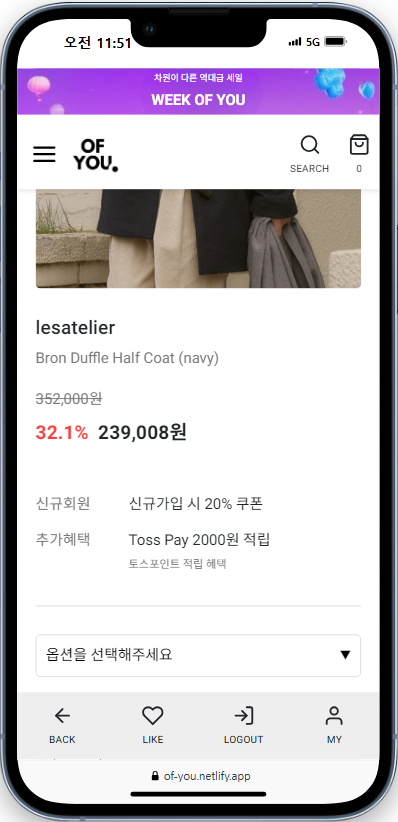 오전 11:51
5G
차원이 다른 역대급 세일
WEEK OF YOU
OF
YOU.
SEARCH
0
lesatelier
Bron Duffle Half Coat (navy)
352,000원
32.1% 239,008원
신규회원 신규가입 시 20% 쿠폰
추가혜택 Toss Pay 2000원 적립
토스포인트 적립 혜택
옵션을 선택해주세요 ▼
BACK LIKE LOGOUT MY
of-you.netlify.app